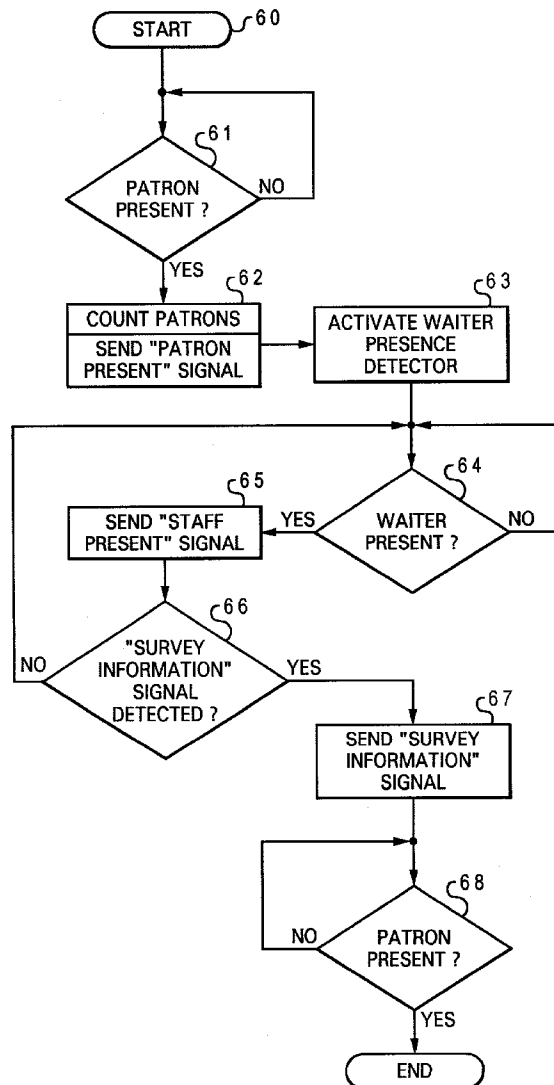 START
60
61
PATRON
PRESENT ?
NO
YES
62
COUNT PATRONS
SEND "PATRON
PRESENT" SIGNAL
63
ACTIVATE WAITER
PRESENCE
DETECTOR
64
WAITER
PRESENT ?
YES
NO
65
SEND "STAFF
PRESENT" SIGNAL
66
"SURVEY
INFORMATION"
SIGNAL
DETECTED ?
NO
YES
67
SEND "SURVEY
INFORMATION"
SIGNAL
68
PATRON
PRESENT ?
NO
YES
END